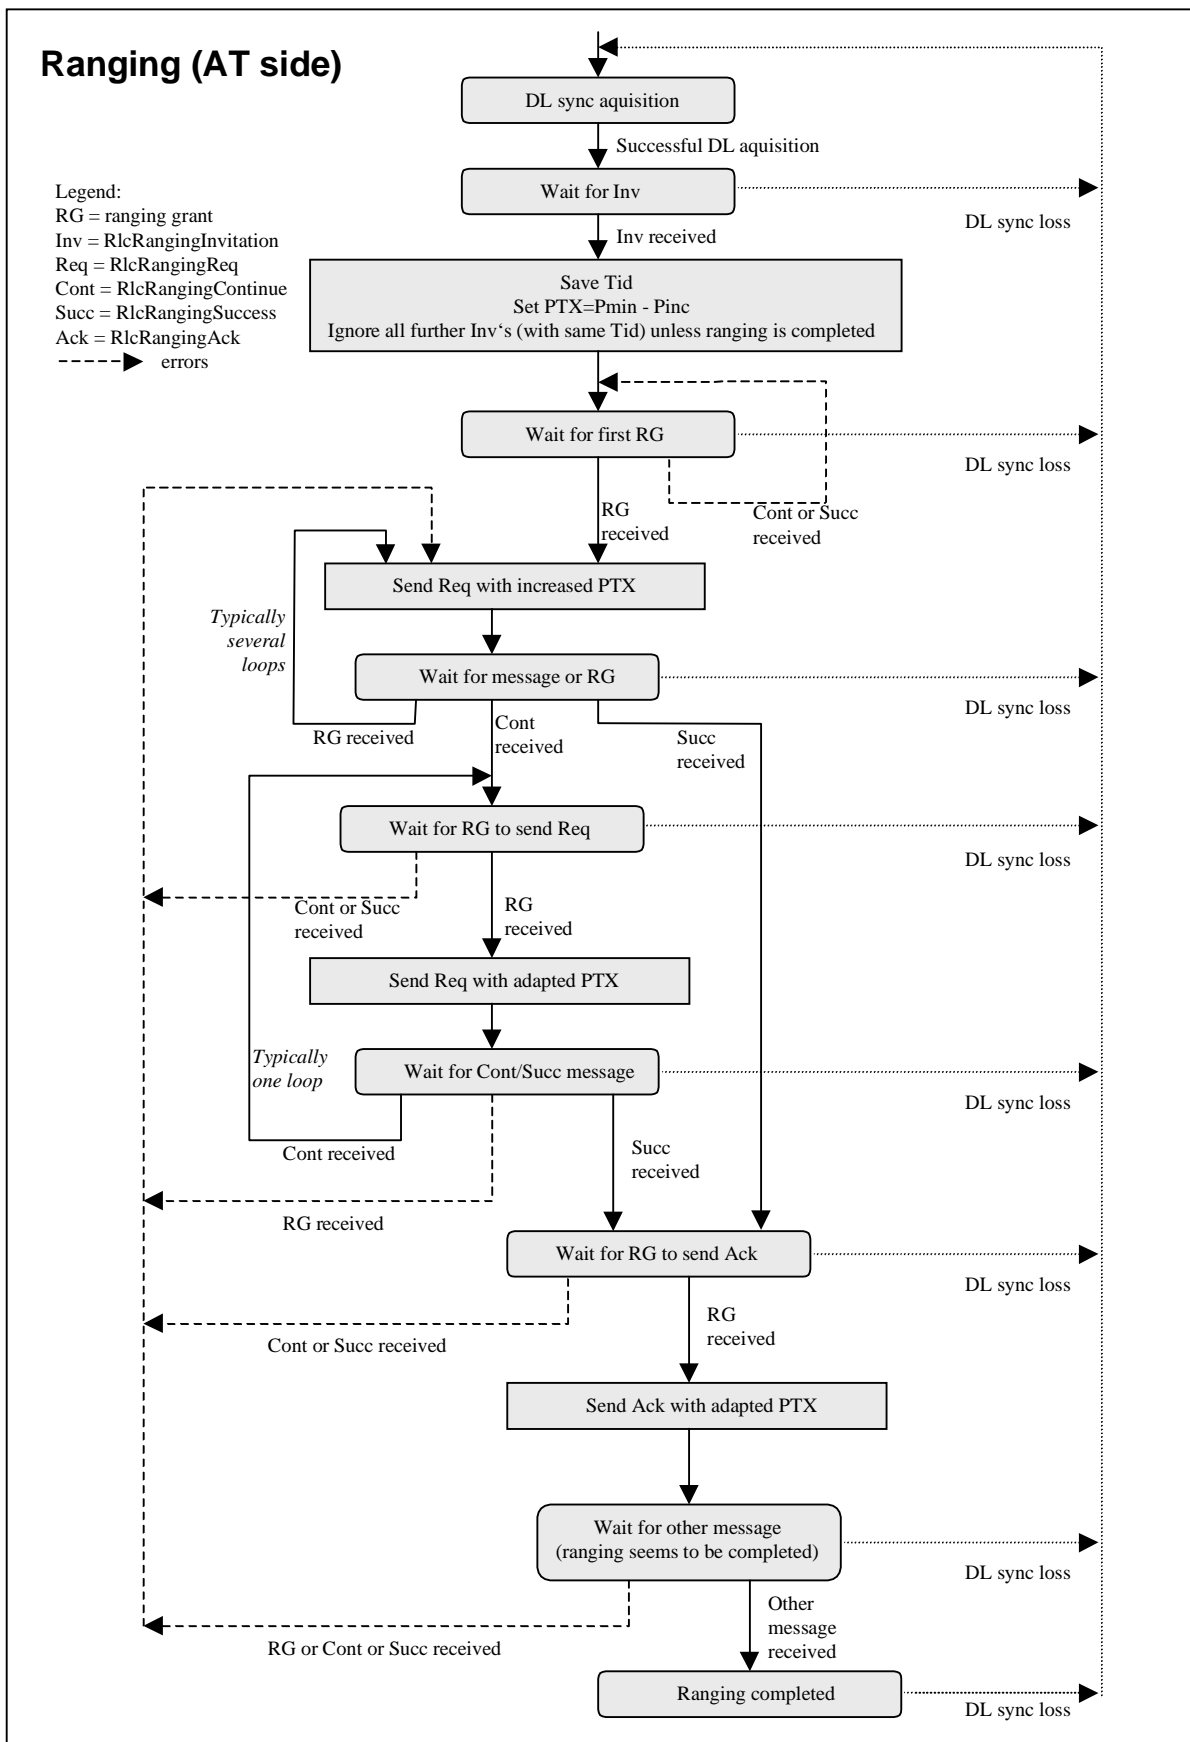 Ranging (AT side)
DL sync aquisition
Successful DL aquisition
Legend:
RG = ranging grant
Inv = RlcRangingInvitation
Req = RlcRangingReq
Cont = RlcRangingContinue
Succ = RlcRangingSuccess
Ack = RlcRangingAck
errors
Wait for Inv
DL sync loss
Inv received
Save Tid
Set PTX=Pmin - Pinc
Ignore all further Inv‘s (with same Tid) unless ranging is completed
Wait for first RG
DL sync loss
RG
received
Cont or Succ
received
Send Req with increased PTX
Typically
several
loops
Wait for message or RG
DL sync loss
RG received
Cont
received
Succ
received
Wait for RG to send Req
DL sync loss
Cont or Succ
received
RG
received
Send Req with adapted PTX
Typically
one loop
Wait for Cont/Succ message
DL sync loss
Cont received
Succ
received
RG received
Wait for RG to send Ack
DL sync loss
Cont or Succ received
RG
received
Send Ack with adapted PTX
Wait for other message
(ranging seems to be completed)
DL sync loss
RG or Cont or Succ received
Other
message
received
Ranging completed
DL sync loss